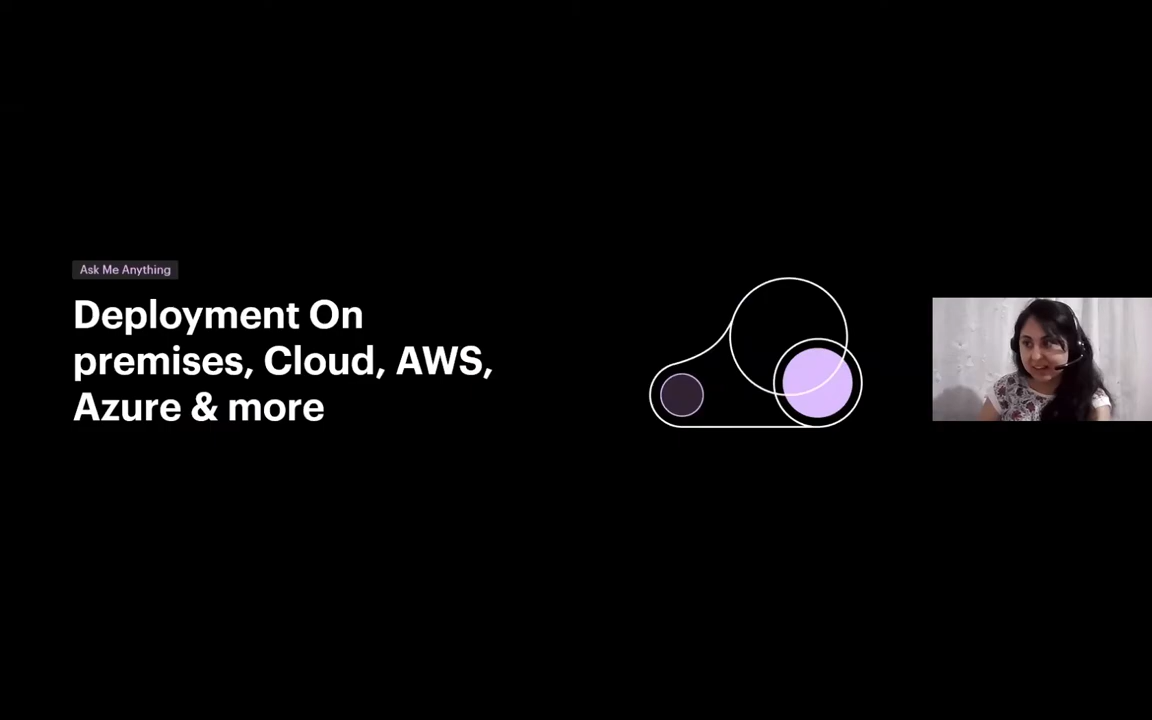 Ask Me Anything
Deployment On
premises, Cloud, AWS,
Azure & more